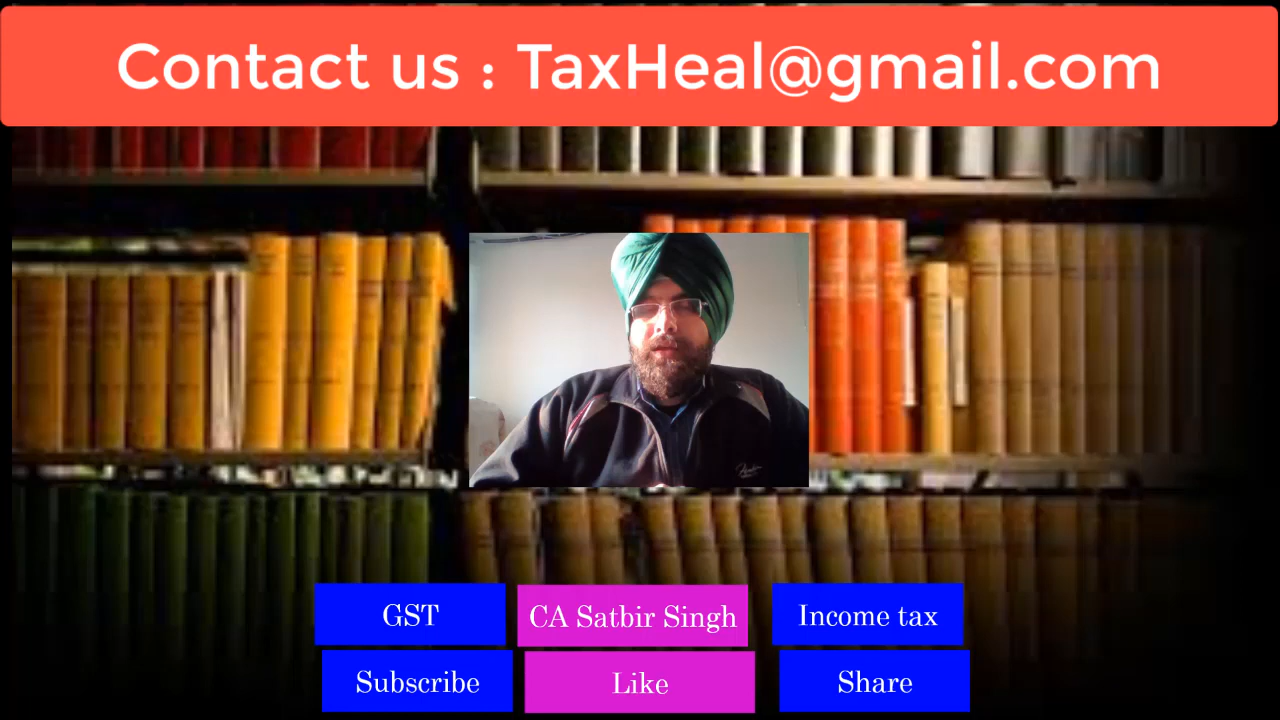 Contact us : TaxHeal@gmail.com
GST
CA Satbir Singh
Income tax
Subscribe
Like
Share